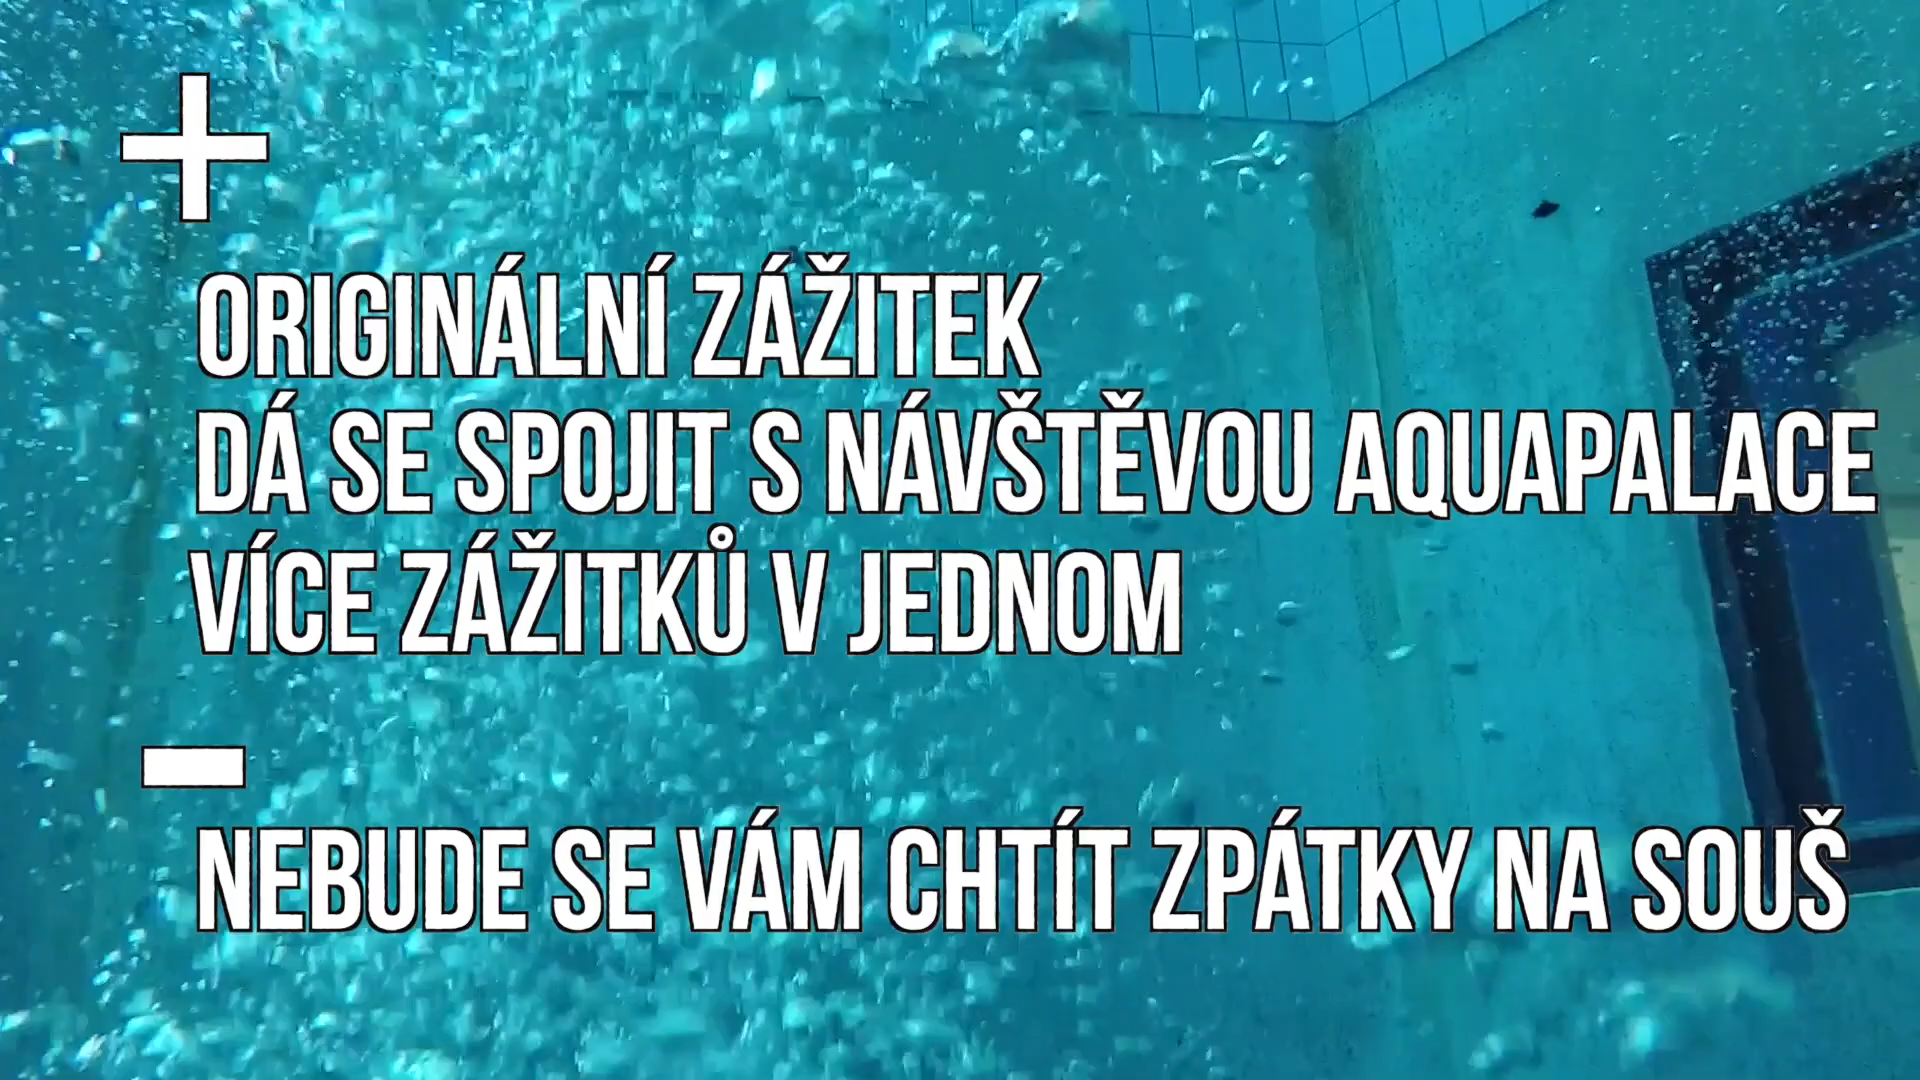 +
ORIGINÁLNÍ ZÁŽITEK
DÁ SE SPOJIT S NÁVŠTĚVOU AQUAPALACE
VÍCE ZÁŽITKŮ V JEDNOM
-
NEBUDE SE VÁM CHTÍT ZPÁTKY NA SOUŠ